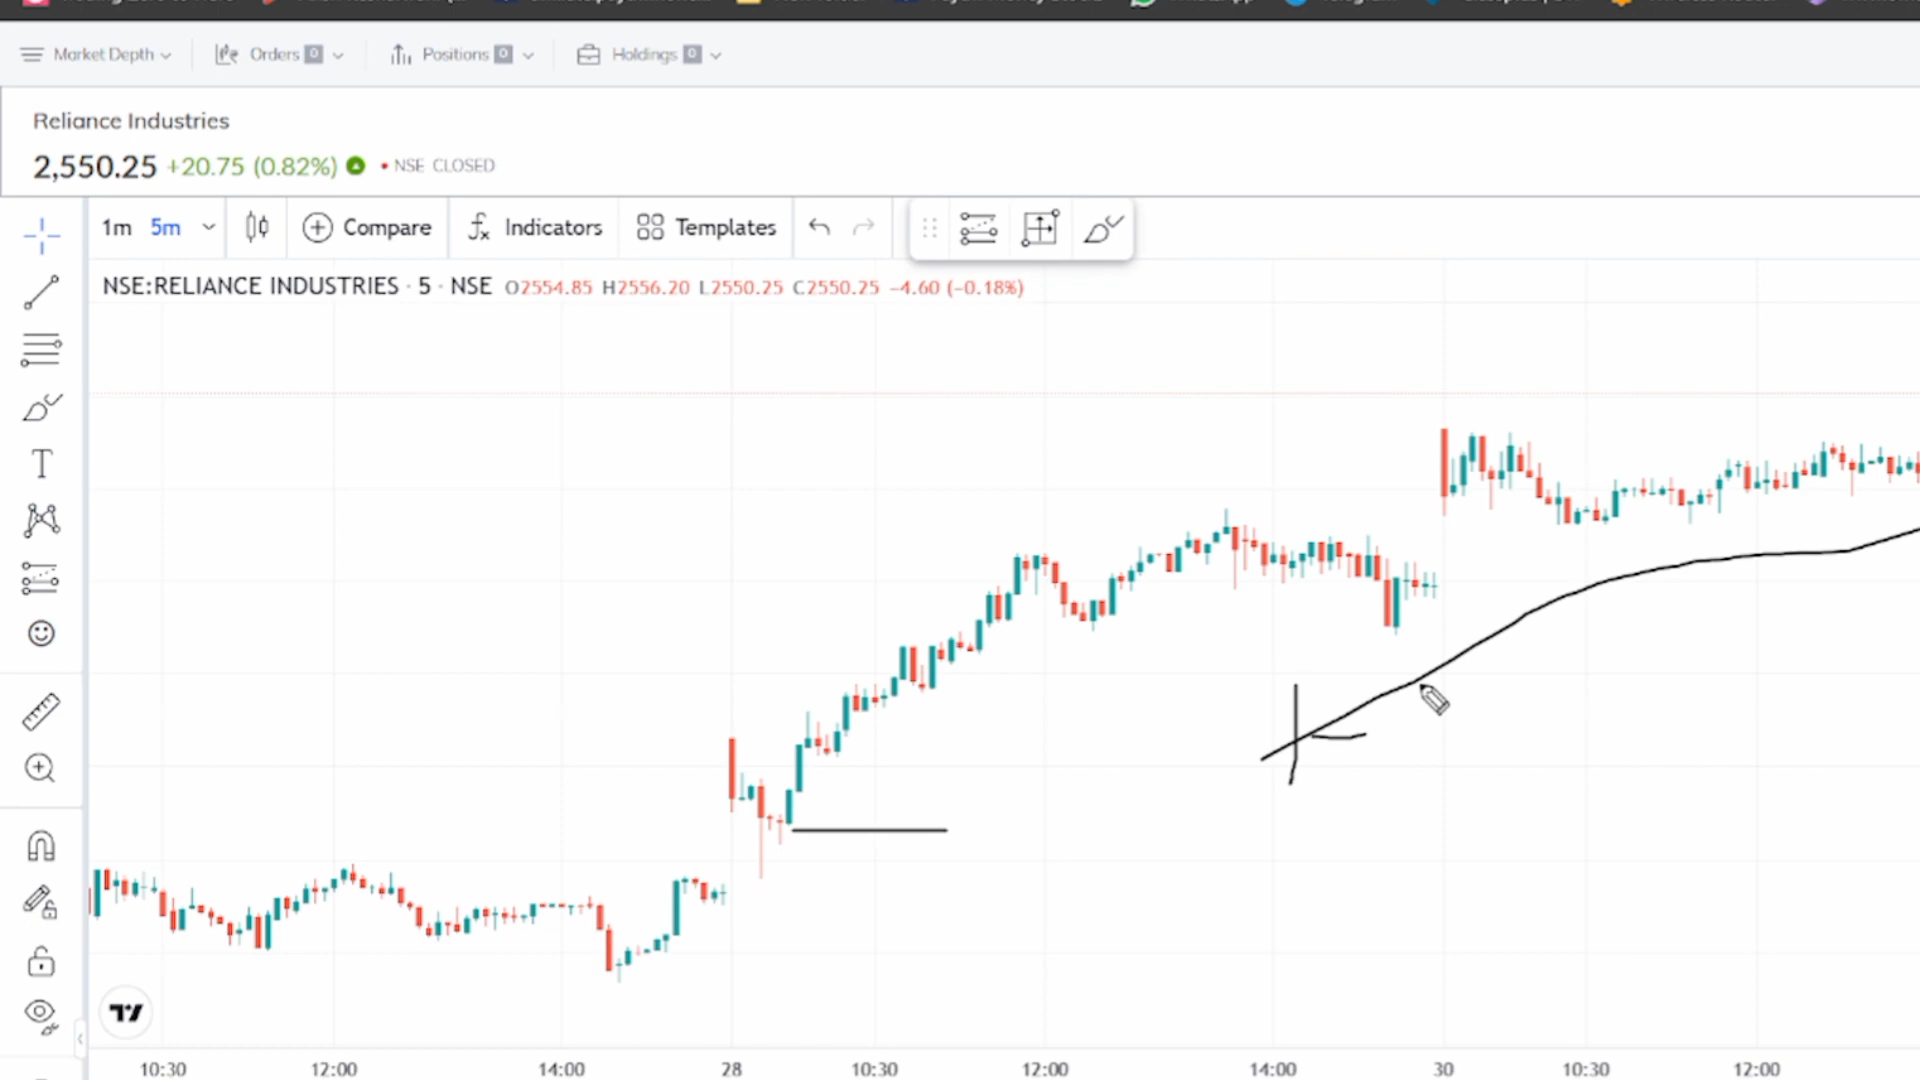 Market Depth Orders 0 Positions 0 Holdings 0
Reliance Industries
2,550.25 +20.75 (0.82%) NSE CLOSED
1m 5m Compare Indicators Templates
NSE:RELIANCE INDUSTRIES · 5 · NSE O2554.85 H2556.20 L2550.25 C2550.25 −4.60 (−0.18%)
10:30 12:00 14:00 28 10:30 12:00 14:00 30 10:30 12:00